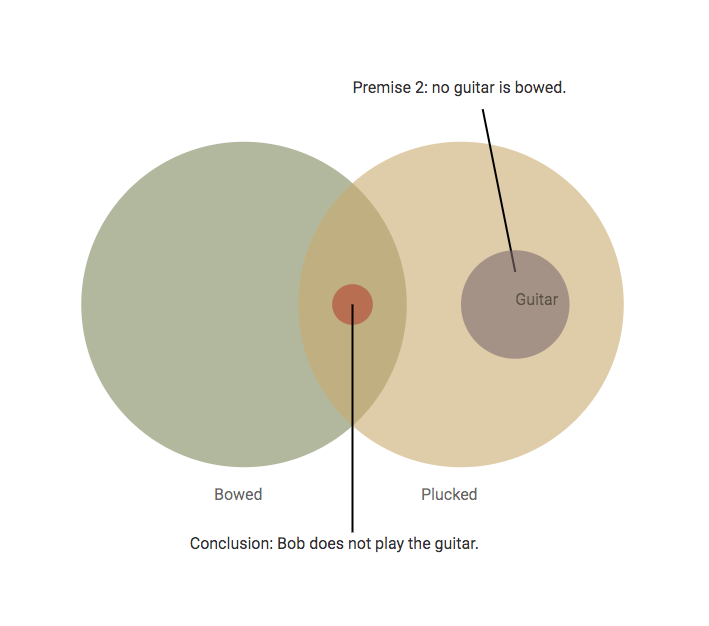 Premise 2: no guitar is bowed.
Guitar
Bowed
Plucked
Conclusion: Bob does not play the guitar.